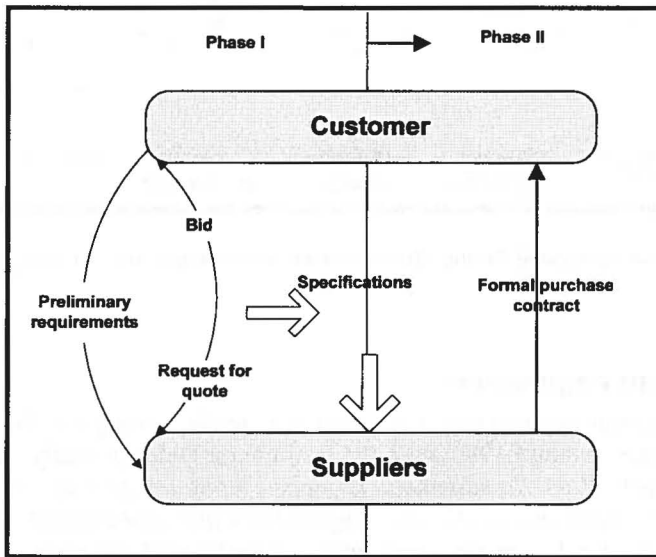 Phase I
Phase II
Customer
Bid
Preliminary
requirements
Specifications
Formal purchase
contract
Request for
quote
Suppliers